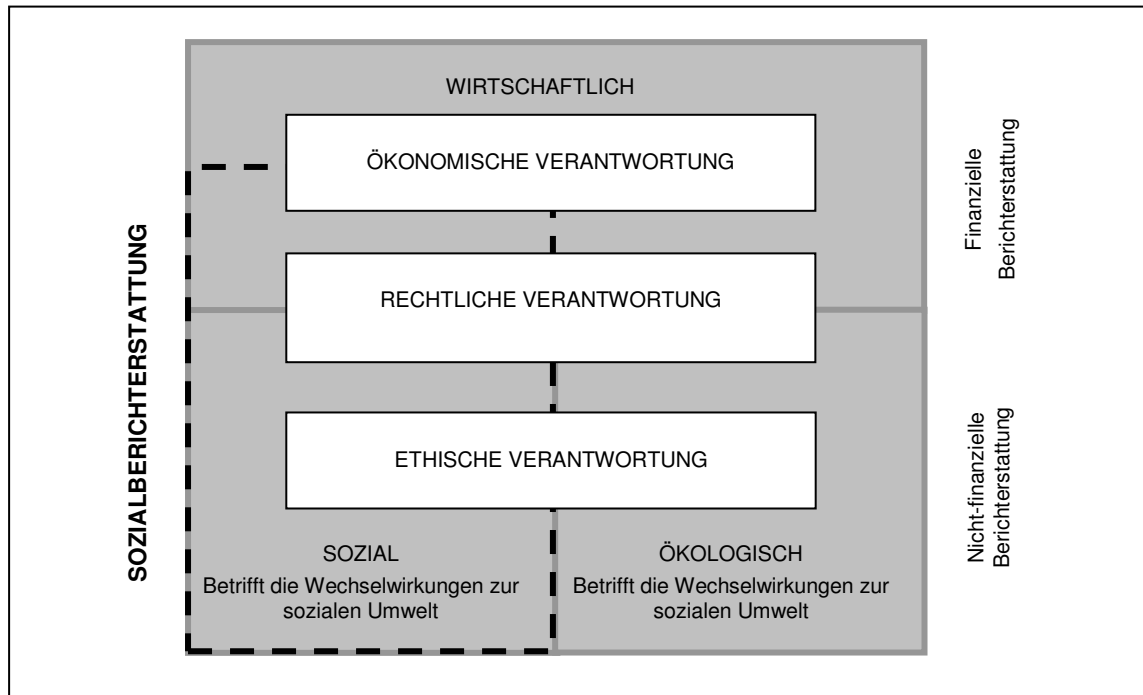 WIRTSCHAFTLICH
ÖKONOMISCHE VERANTWORTUNG
RECHTLICHE VERANTWORTUNG
ETHISCHE VERANTWORTUNG
SOZIAL
Betrifft die Wechselwirkungen zur
sozialen Umwelt
ÖKOLOGISCH
Betrifft die Wechselwirkungen zur
sozialen Umwelt
SOZIALBERICHTERSTATTUNG
Finanzielle
Berichterstattung
Nicht-finanzielle
Berichterstattung